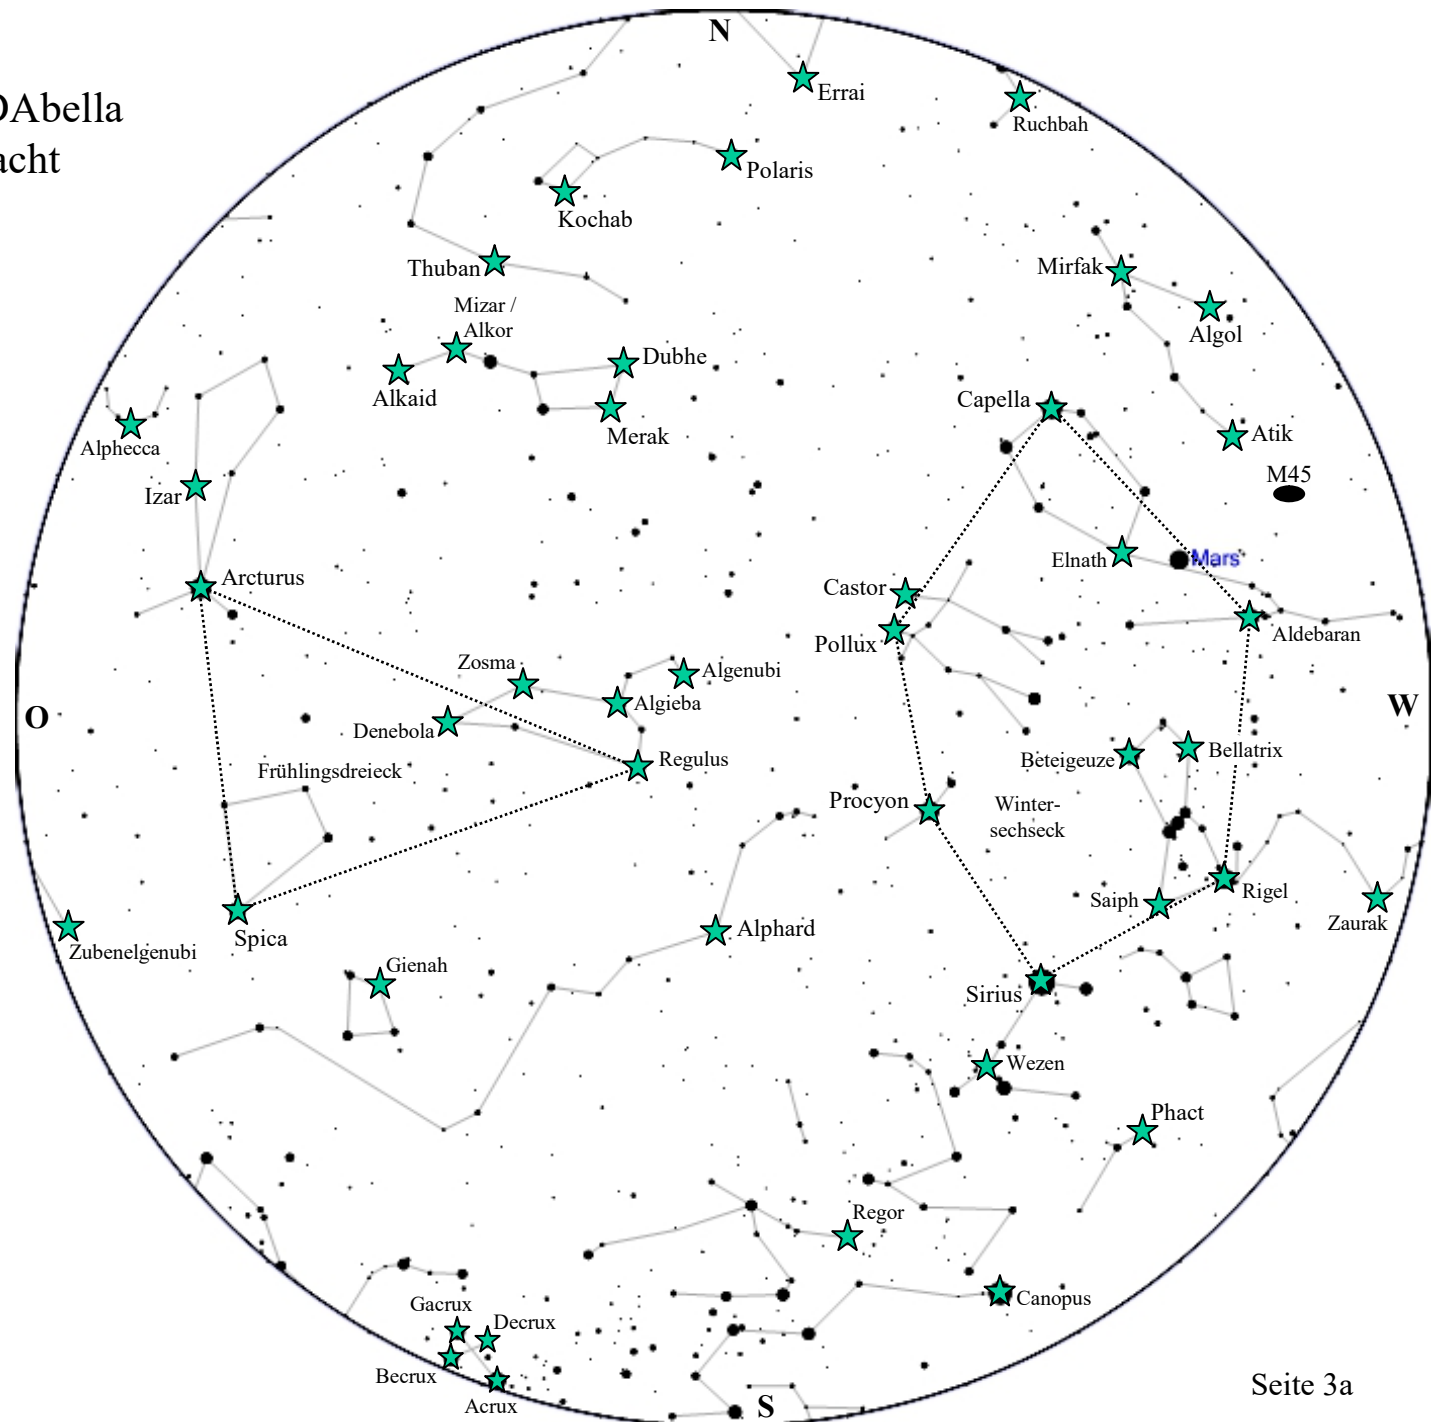 N
DAbella
acht
Errai
Ruchbah
Polaris
Kochab
Thuban
Mirfak
Mizar /
Alkor
Algol
Dubhe
Alkaid
Capella
Merak
Atik
Alphecca
M45
Izar
Elnath
Mars
Arcturus
Castor
Aldebaran
Pollux
Zosma
Algenubi
Algieba
O
W
Denebola
Bellatrix
Beteigeuze
Regulus
Frühlingsdreieck
Procyon
Winter-
sechseck
Saiph
Rigel
Zaurak
Alphard
Spica
Zubenelgenubi
Gienah
Sirius
Wezen
Phact
Regor
Canopus
Gacrux
Decrux
Becrux
Acrux
S
Seite 3a